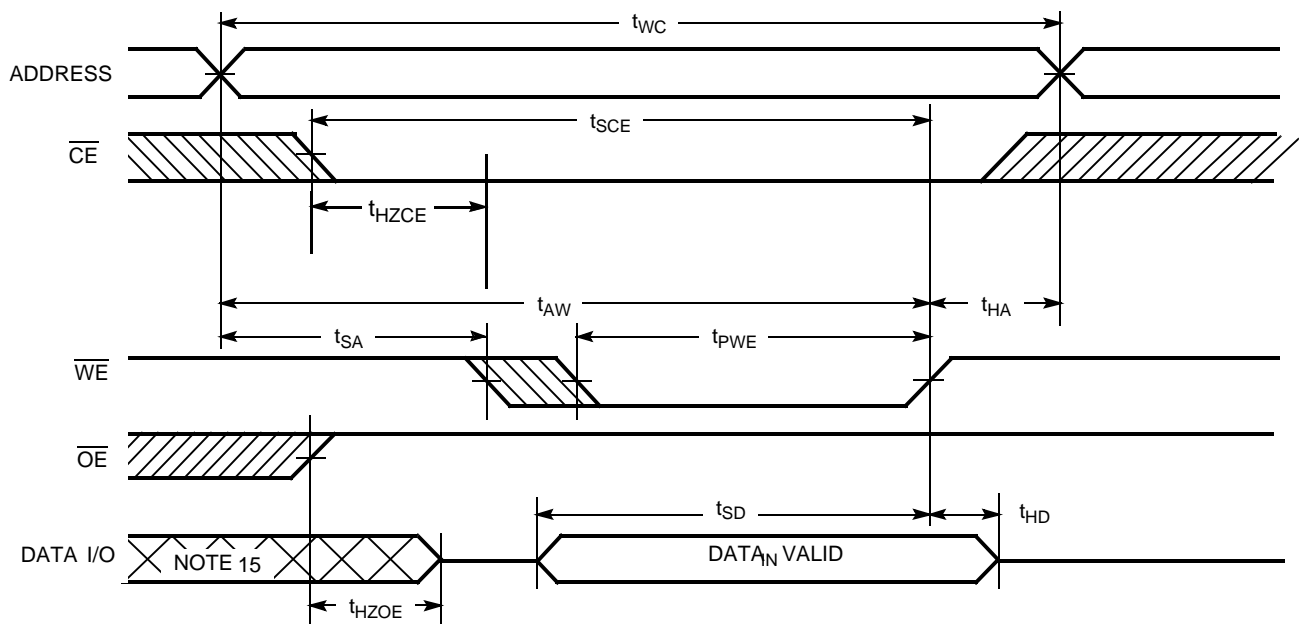 tWC
ADDRESS
tSCE
CE
tHZCE
tAW
tHA
tSA
tPWE
WE
OE
tSD
tHD
DATA I/O
NOTE 15
DATAIN VALID
tHZOE